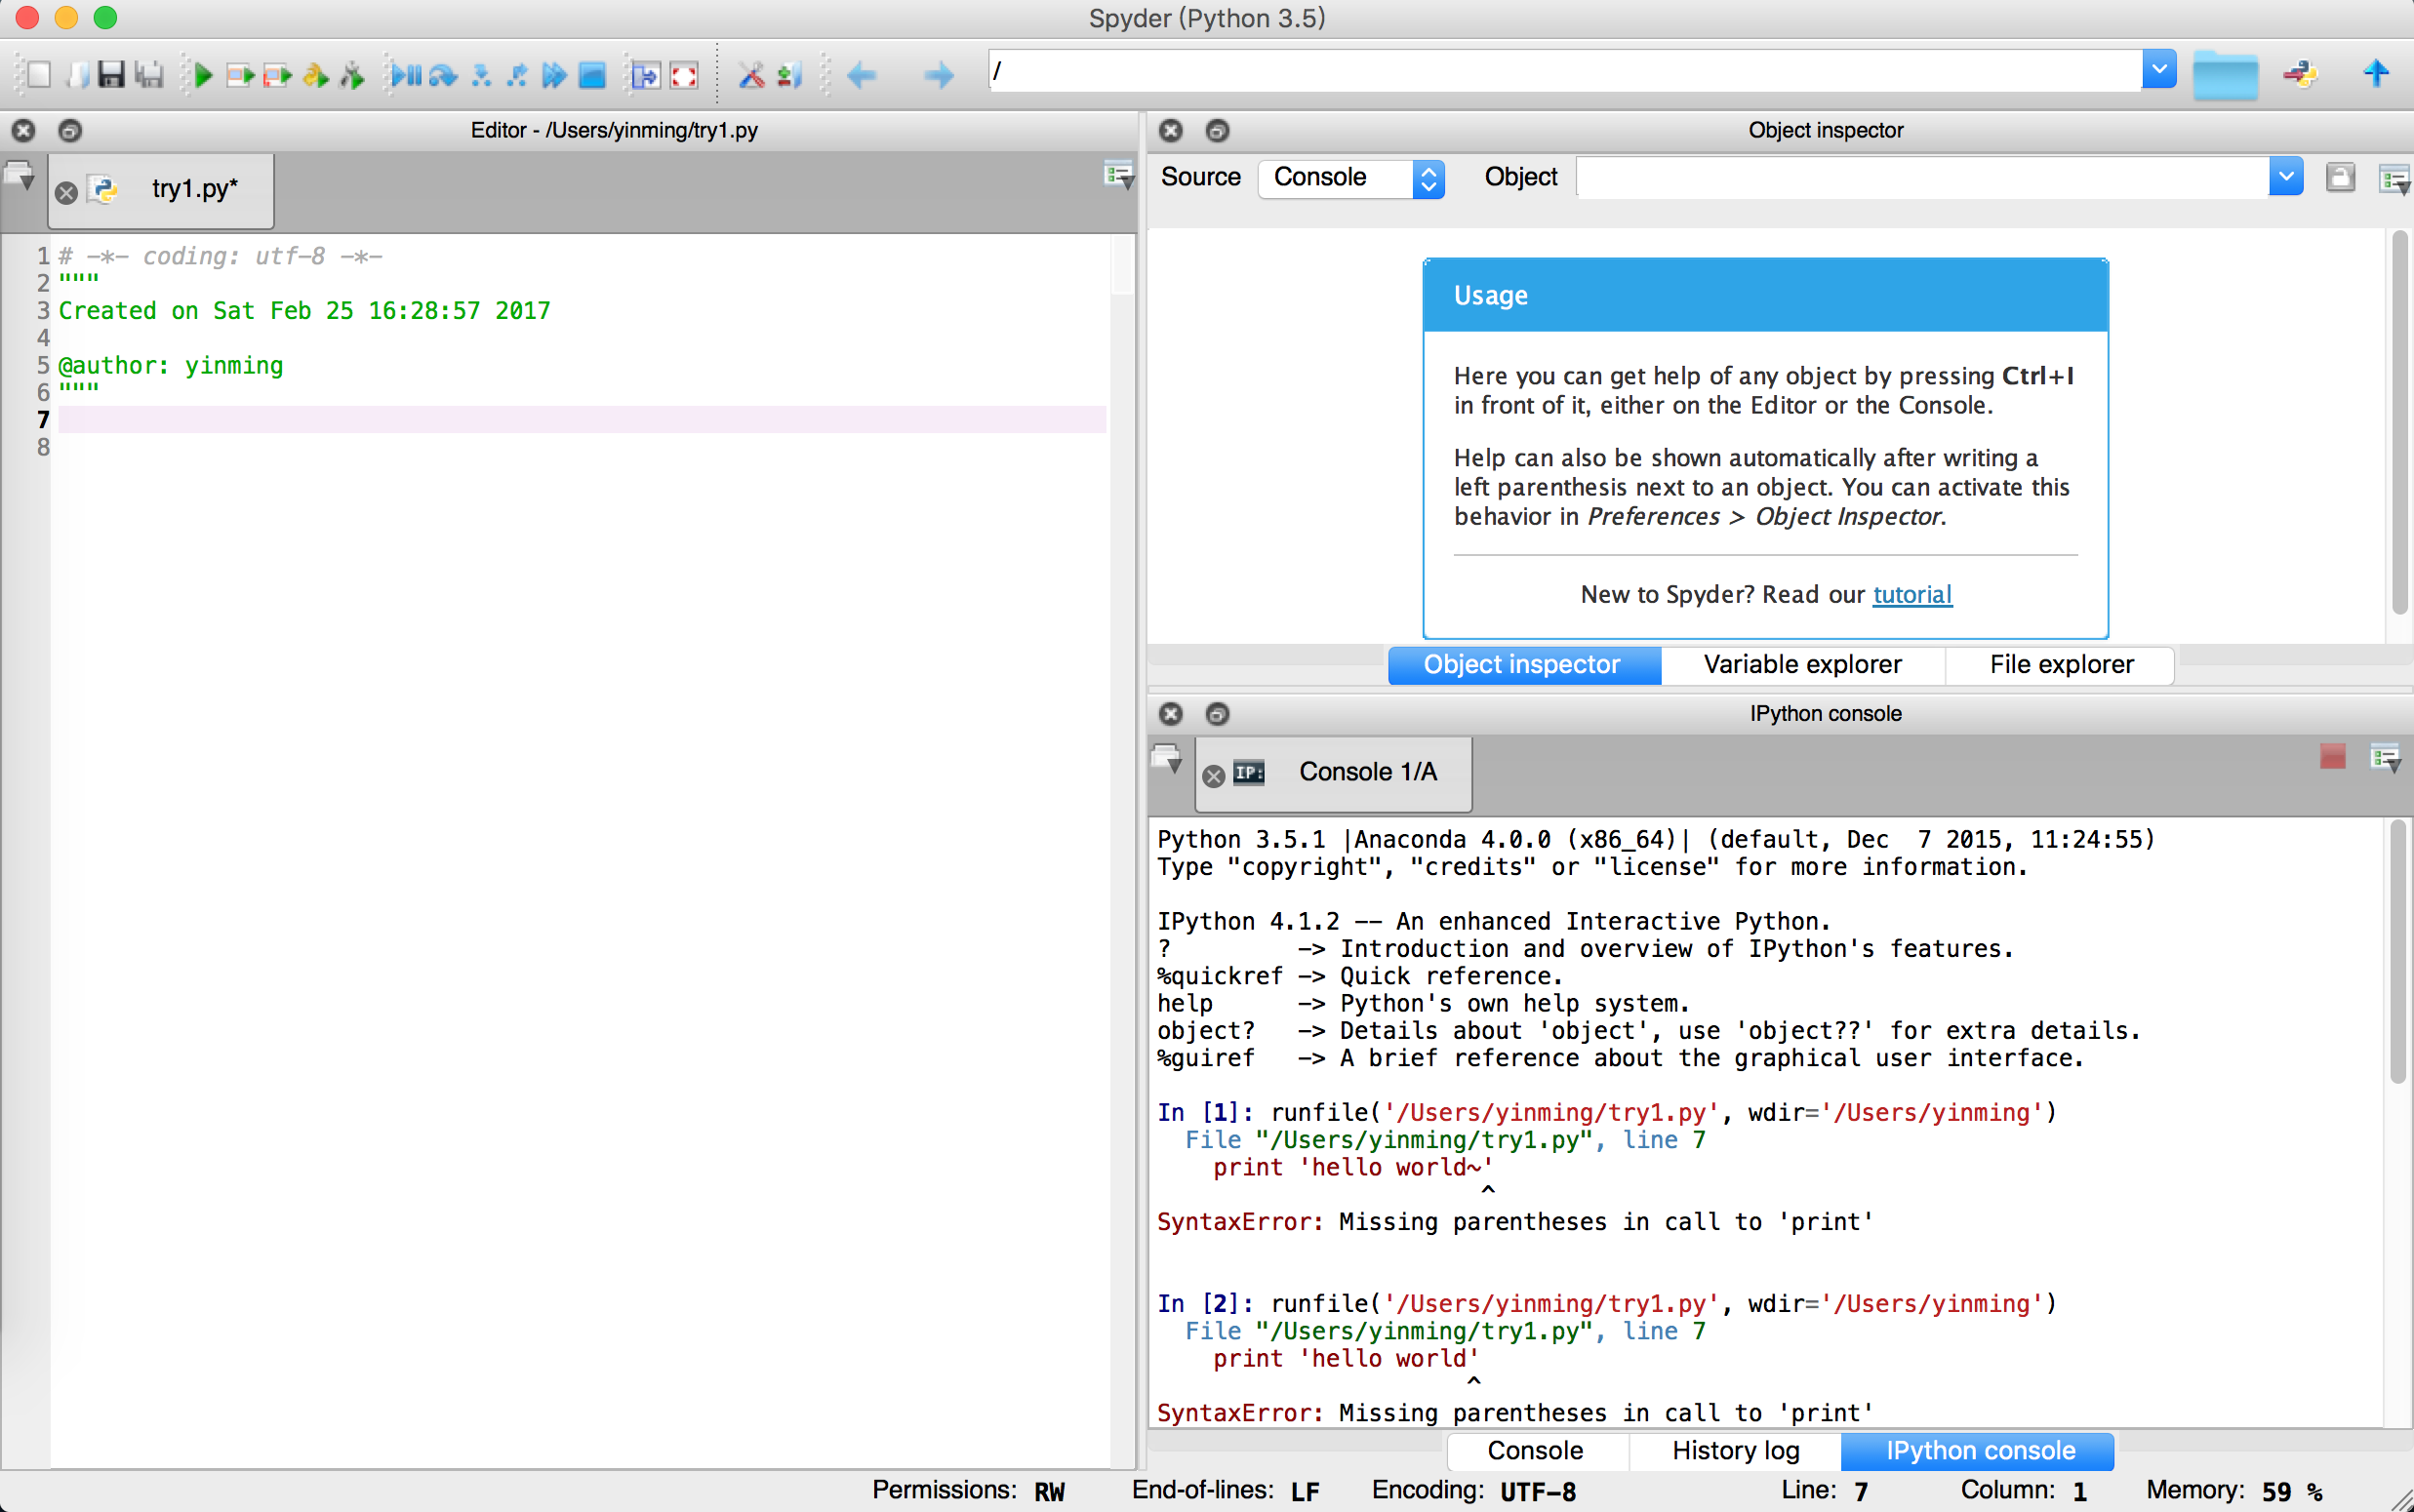 Spyder (Python 3.5)
/
Editor - /Users/yinming/try1.py
try1.py*
1 # -*- coding: utf-8 -*-
2 """
3 Created on Sat Feb 25 16:28:57 2017
4
5 @author: yinming
6 """
7
8
Object inspector
Source Console Object
Usage
Here you can get help of any object by pressing Ctrl+I
in front of it, either on the Editor or the Console.
Help can also be shown automatically after writing a
left parenthesis next to an object. You can activate this
behavior in Preferences > Object Inspector.
New to Spyder? Read our tutorial
Object inspector Variable explorer File explorer
IPython console
IP: Console 1/A
Python 3.5.1 |Anaconda 4.0.0 (x86_64)| (default, Dec  7 2015, 11:24:55)
Type "copyright", "credits" or "license" for more information.
IPython 4.1.2 -- An enhanced Interactive Python.
?         -> Introduction and overview of IPython's features.
%quickref -> Quick reference.
help      -> Python's own help system.
object?   -> Details about 'object', use 'object??' for extra details.
%guiref   -> A brief reference about the graphical user interface.
In [1]: runfile('/Users/yinming/try1.py', wdir='/Users/yinming')
  File "/Users/yinming/try1.py", line 7
    print 'hello world~'
                       ^
SyntaxError: Missing parentheses in call to 'print'
In [2]: runfile('/Users/yinming/try1.py', wdir='/Users/yinming')
  File "/Users/yinming/try1.py", line 7
    print 'hello world'
                      ^
SyntaxError: Missing parentheses in call to 'print'
Console History log IPython console
Permissions: RW End-of-lines: LF Encoding: UTF-8 Line: 7 Column: 1 Memory: 59 %